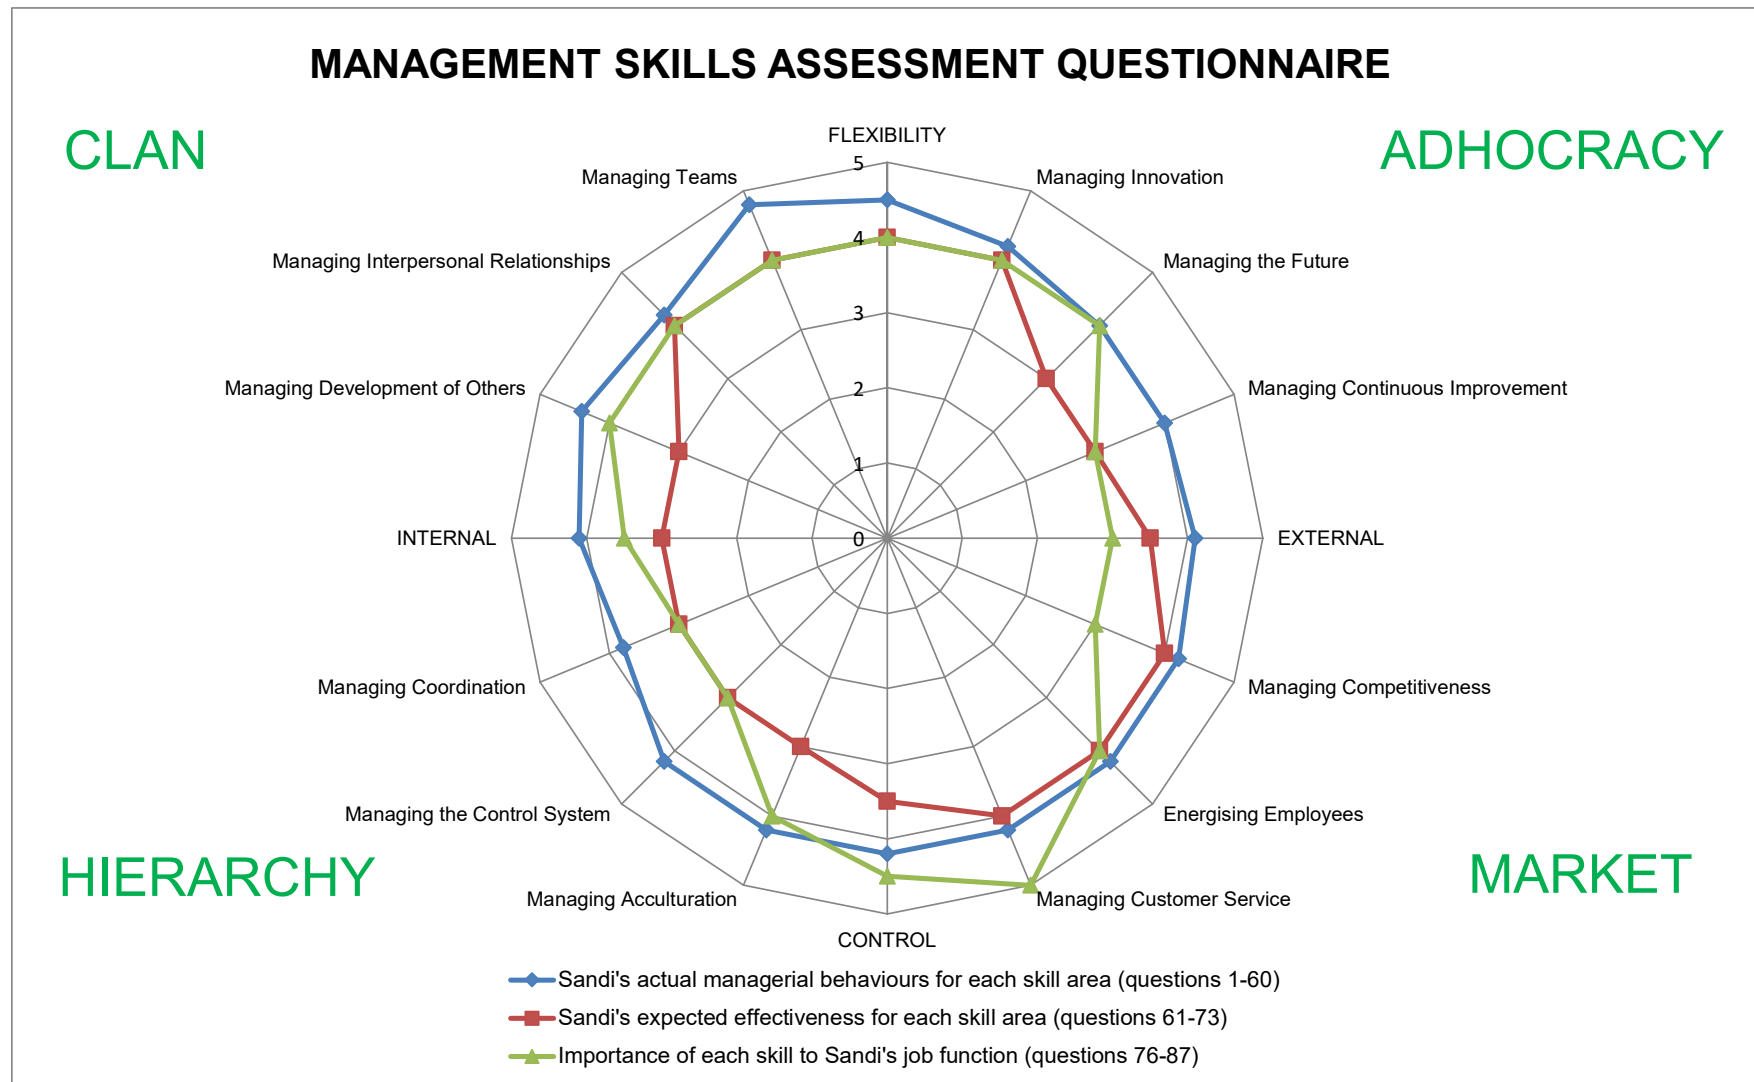 MANAGEMENT SKILLS ASSESSMENT QUESTIONNAIRE
CLAN
ADHOCRACY
FLEXIBILITY
5
Managing Teams
Managing Innovation
4
Managing Interpersonal Relationships
Managing the Future
3
Managing Development of Others
2
Managing Continuous Improvement
1
INTERNAL
0
EXTERNAL
Managing Coordination
Managing Competitiveness
Managing the Control System
Energising Employees
HIERARCHY
MARKET
Managing Acculturation
Managing Customer Service
CONTROL
Sandi's actual managerial behaviours for each skill area (questions 1-60)
Sandi's expected effectiveness for each skill area (questions 61-73)
Importance of each skill to Sandi's job function (questions 76-87)